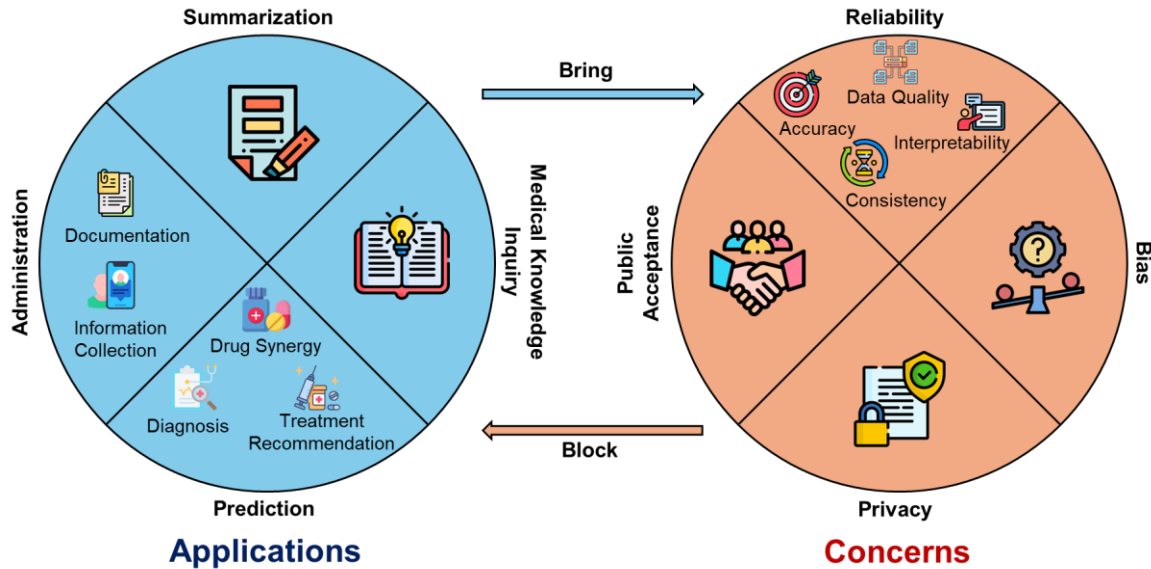 Summarization
Administration
Documentation
Information
Collection
Drug Synergy
Diagnosis
Treatment
Recommendation
Medical Knowledge
Inquiry
Prediction
Applications
Bring
Block
Reliability
Data Quality
Accuracy
Interpretability
Consistency
Public
Acceptance
?
Bias
Privacy
Concerns